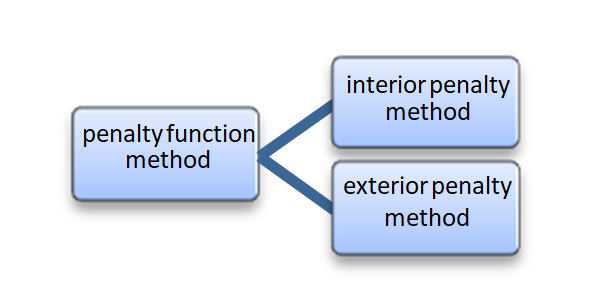 penalty function
method
interior penalty
method
exterior penalty
method